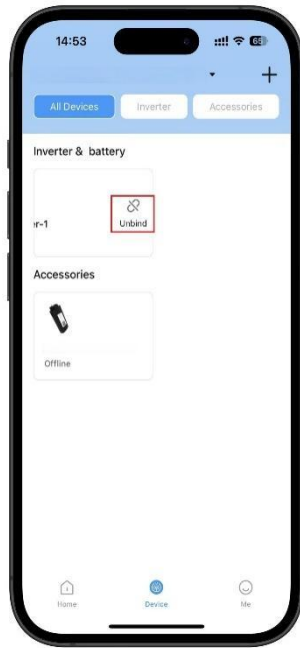 14:53
All Devices
Inverter
Accessories
Inverter & battery
r-1
Unbind
Accessories
Offline
Home
Device
Me